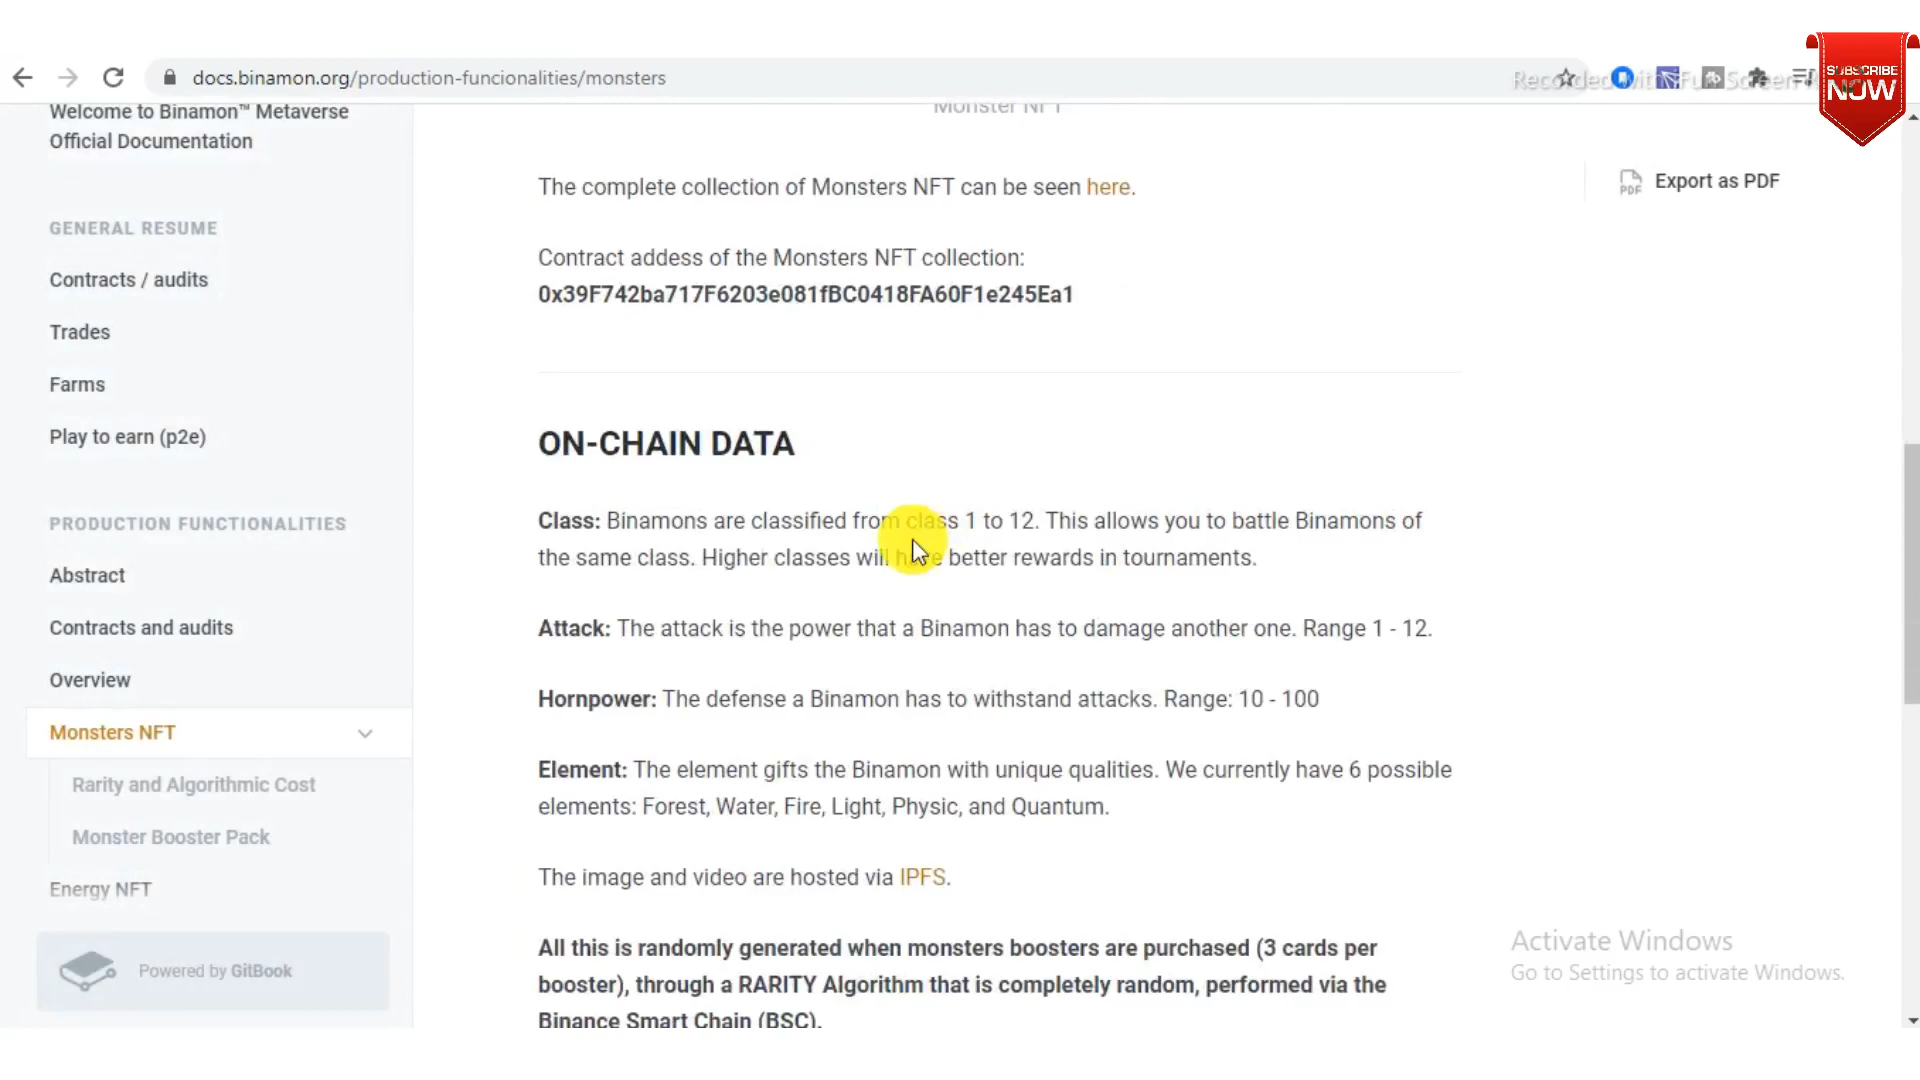 docs.binamon.org/production-funcionalities/monsters
SUBSCRIBE
NOW
Welcome to Binamon™ Metaverse
Official Documentation
GENERAL RESUME
Contracts / audits
Trades
Farms
Play to earn (p2e)
PRODUCTION FUNCTIONALITIES
Abstract
Contracts and audits
Overview
Monsters NFT
Rarity and Algorithmic Cost
Monster Booster Pack
Energy NFT
Powered by GitBook
Monster NFT
The complete collection of Monsters NFT can be seen here.
Contract addess of the Monsters NFT collection:
0x39F742ba717F6203e081fBC0418FA60F1e245Ea1
ON-CHAIN DATA
Class: Binamons are classified from class 1 to 12. This allows you to battle Binamons of
the same class. Higher classes will have better rewards in tournaments.
Attack: The attack is the power that a Binamon has to damage another one. Range 1 - 12.
Hornpower: The defense a Binamon has to withstand attacks. Range: 10 - 100
Element: The element gifts the Binamon with unique qualities. We currently have 6 possible
elements: Forest, Water, Fire, Light, Physic, and Quantum.
The image and video are hosted via IPFS.
All this is randomly generated when monsters boosters are purchased (3 cards per
booster), through a RARITY Algorithm that is completely random, performed via the
Binance Smart Chain (BSC).
PDF
Export as PDF
Activate Windows
Go to Settings to activate Windows.